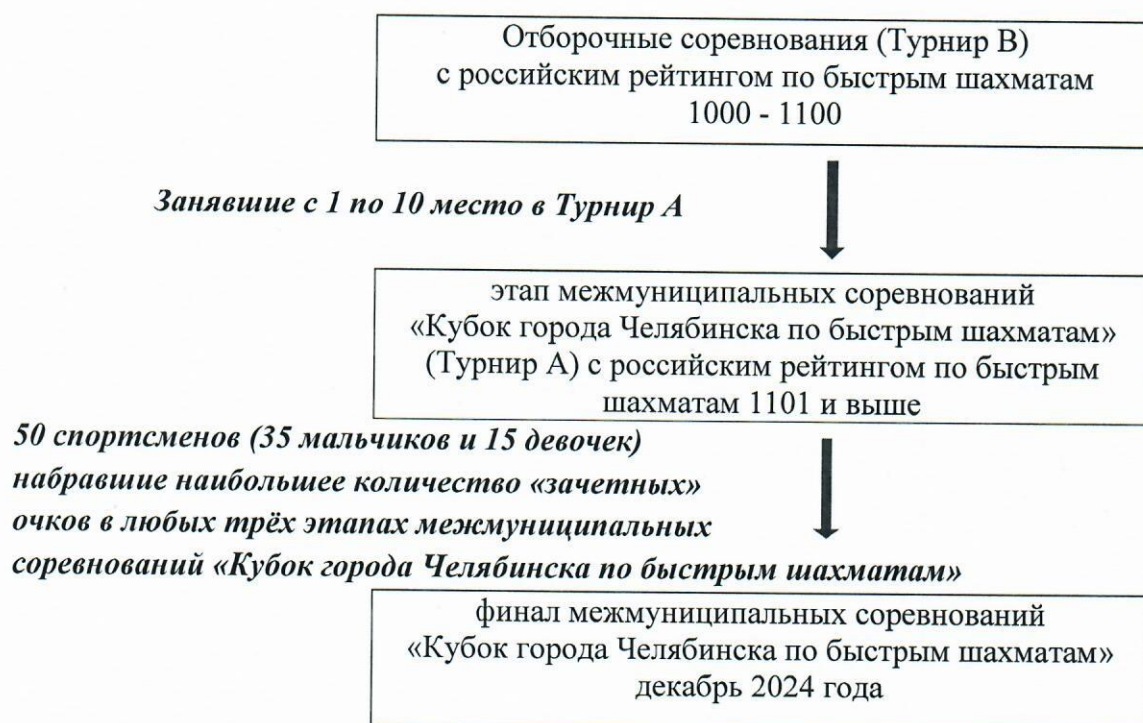 Отборочные соревнования (Турнир В)
с российским рейтингом по быстрым шахматам
1000 - 1100
Занявшие с 1 по 10 место в Турнир А
этап межмуниципальных соревнований
«Кубок города Челябинска по быстрым шахматам»
(Турнир А) с российским рейтингом по быстрым
шахматам 1101 и выше
50 спортсменов (35 мальчиков и 15 девочек)
набравшие наибольшее количество «зачетных»
очков в любых трёх этапах межмуниципальных
соревнований «Кубок города Челябинска по быстрым шахматам»
финал межмуниципальных соревнований
«Кубок города Челябинска по быстрым шахматам»
декабрь 2024 года